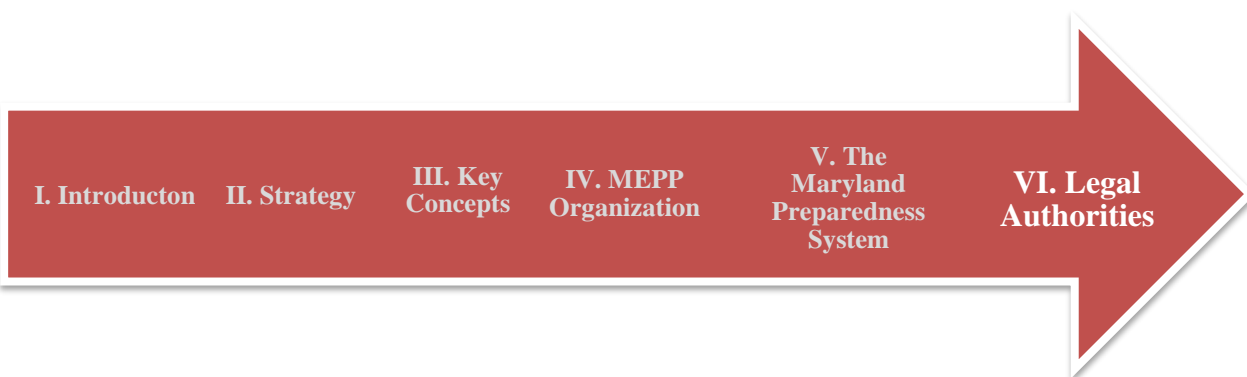 I. Introducton
II. Strategy
III. Key
Concepts
IV. MEPP
Organization
V. The
Maryland
Preparedness
System
VI. Legal
Authorities